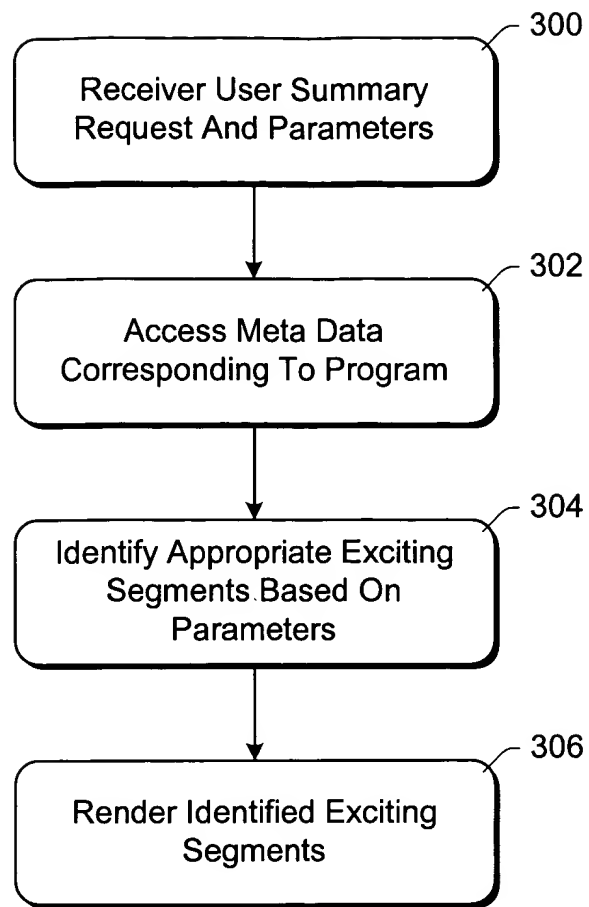 300
Receiver User Summary
Request And Parameters
302
Access Meta Data
Corresponding To Program
304
Identify Appropriate Exciting
Segments Based On
Parameters
306
Render Identified Exciting
Segments